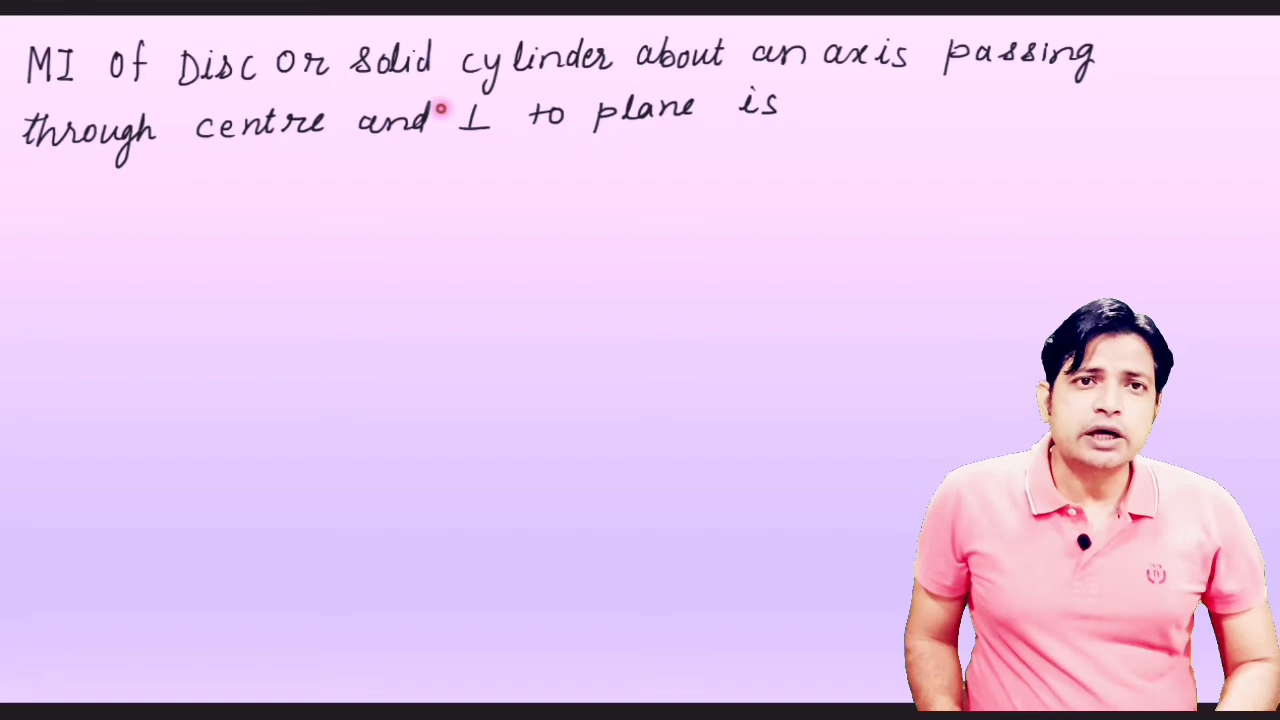 MI of Disc Or solid cylinder about an axis passing
through centre and ⊥ to plane is